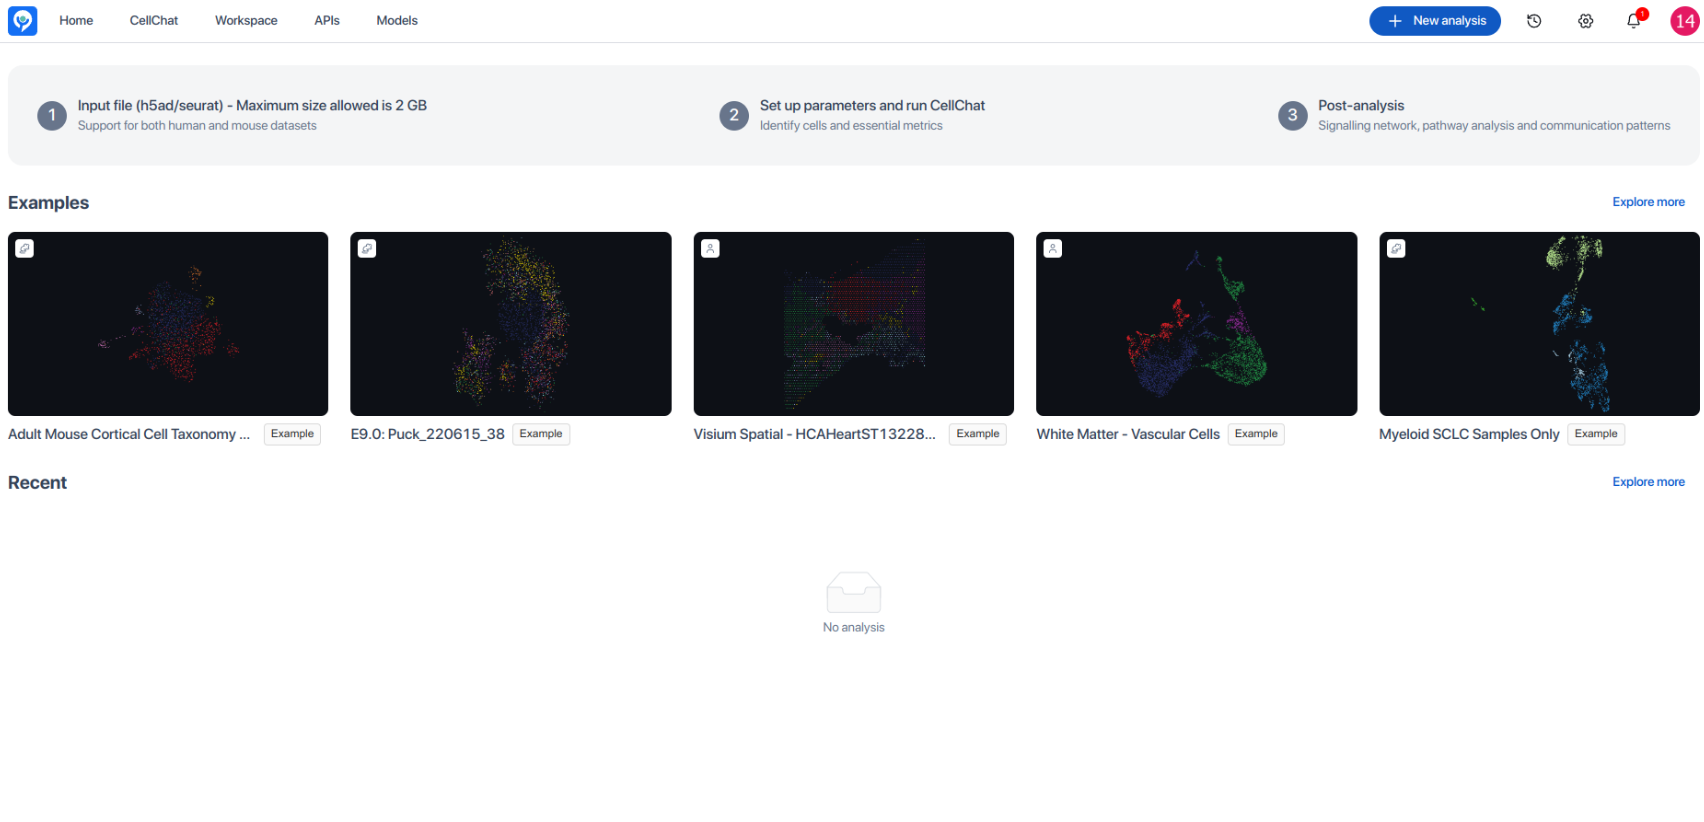 Home CellChat Workspace APIs Models + New analysis 1 14
1 Input file (h5ad/seurat) - Maximum size allowed is 2 GB
Support for both human and mouse datasets
2 Set up parameters and run CellChat
Identify cells and essential metrics
3 Post-analysis
Signalling network, pathway analysis and communication patterns
Examples Explore more
Adult Mouse Cortical Cell Taxonomy ... Example
E9.0: Puck_220615_38 Example
Visium Spatial - HCAHeartST13228... Example
White Matter - Vascular Cells Example
Myeloid SCLC Samples Only Example
Recent Explore more
No analysis